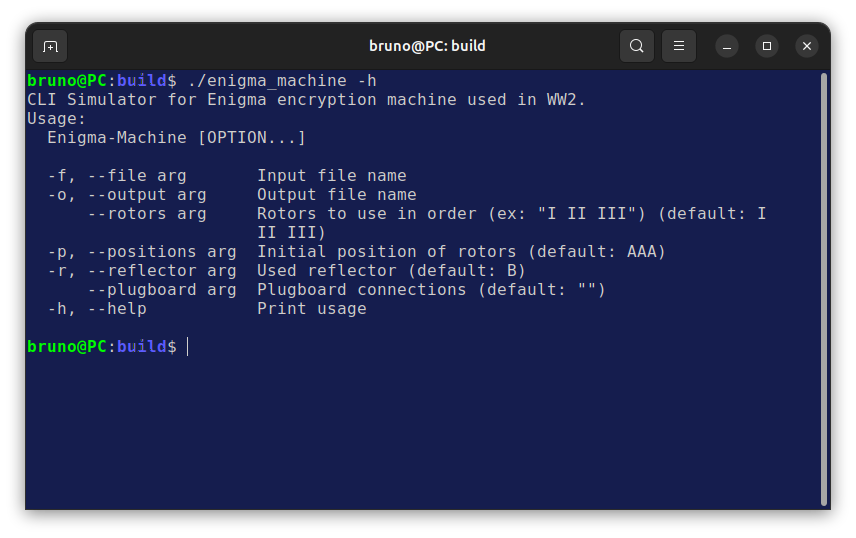 bruno@PC: build
bruno@PC:build$ ./enigma_machine -h
CLI Simulator for Enigma encryption machine used in WW2.
Usage:
  Enigma-Machine [OPTION...]

  -f, --file arg       Input file name
  -o, --output arg     Output file name
      --rotors arg     Rotors to use in order (ex: "I II III") (default: I
                       II III)
  -p, --positions arg  Initial position of rotors (default: AAA)
  -r, --reflector arg  Used reflector (default: B)
      --plugboard arg  Plugboard connections (default: "")
  -h, --help           Print usage

bruno@PC:build$